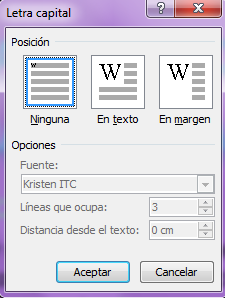 Letra capital
Posición
W W W
Ninguna En texto En margen
Opciones
Fuente:
Kristen ITC
Líneas que ocupa: 3
Distancia desde el texto: 0 cm
Aceptar Cancelar